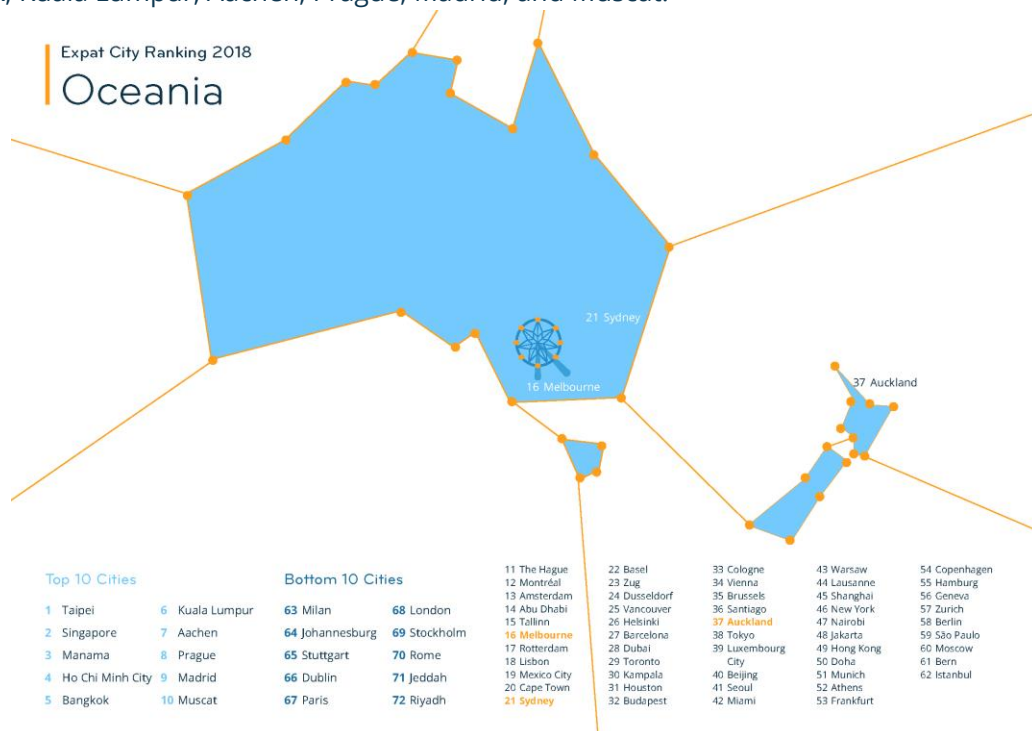 Kuala Lumpur, Aachen, Prague, Madrid, and Muscat.
Expat City Ranking 2018
Oceania
21 Sydney
16 Melbourne
37 Auckland
Top 10 Cities
1 Taipei
2 Singapore
3 Manama
4 Ho Chi Minh City
5 Bangkok
6 Kuala Lumpur
7 Aachen
8 Prague
9 Madrid
10 Muscat
Bottom 10 Cities
63 Milan
64 Johannesburg
65 Stuttgart
66 Dublin
67 Paris
68 London
69 Stockholm
70 Rome
71 Jeddah
72 Riyadh
11 The Hague
12 Montréal
13 Amsterdam
14 Abu Dhabi
15 Tallinn
16 Melbourne
17 Rotterdam
18 Lisbon
19 Mexico City
20 Cape Town
21 Sydney
22 Basel
23 Zug
24 Dusseldorf
25 Vancouver
26 Helsinki
27 Barcelona
28 Dubai
29 Toronto
30 Kampala
31 Houston
32 Budapest
33 Cologne
34 Vienna
35 Brussels
36 Santiago
37 Auckland
38 Tokyo
39 Luxembourg
City
40 Beijing
41 Seoul
42 Miami
43 Warsaw
44 Lausanne
45 Shanghai
46 New York
47 Nairobi
48 Jakarta
49 Hong Kong
50 Doha
51 Munich
52 Athens
53 Frankfurt
54 Copenhagen
55 Hamburg
56 Geneva
57 Zurich
58 Berlin
59 São Paulo
60 Moscow
61 Bern
62 Istanbul